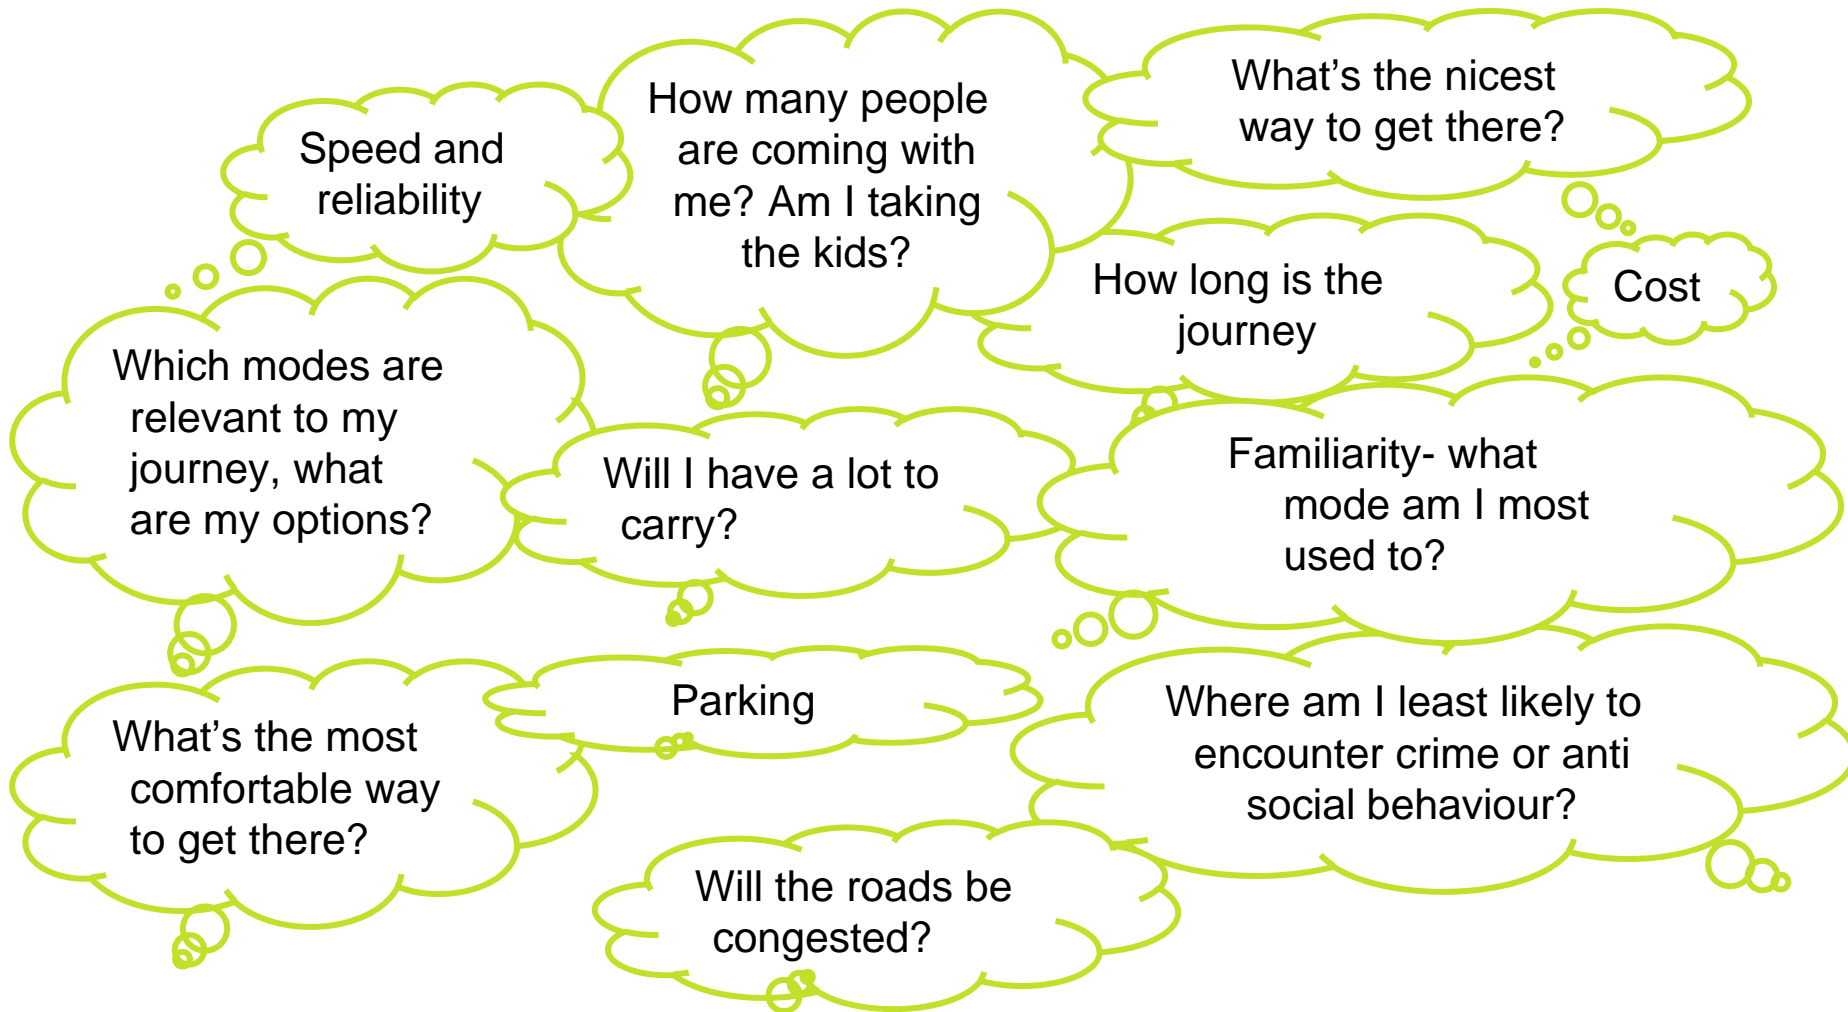 Speed and
reliability
How many people
are coming with
me? Am I taking
the kids?
What’s the nicest
way to get there?
How long is the
journey
Cost
Which modes are
relevant to my
journey, what
are my options?
Will I have a lot to
carry?
Familiarity- what
mode am I most
used to?
What’s the most
comfortable way
to get there?
Parking
Where am I least likely to
encounter crime or anti
social behaviour?
Will the roads be
congested?